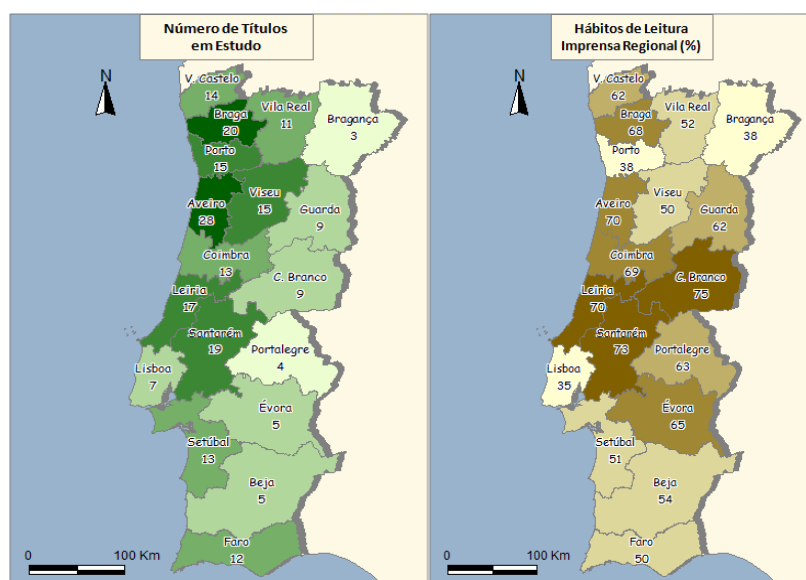 Número de Títulos
em Estudo
N
V. Castelo
14
Braga
20
Vila Real
11
Bragança
3
Porto
15
Aveiro
28
Viseu
15
Guarda
9
Coimbra
13
C. Branco
9
Leiria
17
Santarém
19
Portalegre
4
Lisboa
7
Évora
5
Setúbal
13
Beja
5
Faro
12
0 100 Km
Hábitos de Leitura
Imprensa Regional (%)
N
V. Castelo
62
Braga
68
Vila Real
52
Bragança
38
Porto
38
Aveiro
70
Viseu
50
Guarda
62
Coimbra
69
C. Branco
75
Leiria
70
Santarém
73
Portalegre
63
Lisboa
35
Évora
65
Setúbal
51
Beja
54
Faro
50
0 100 Km